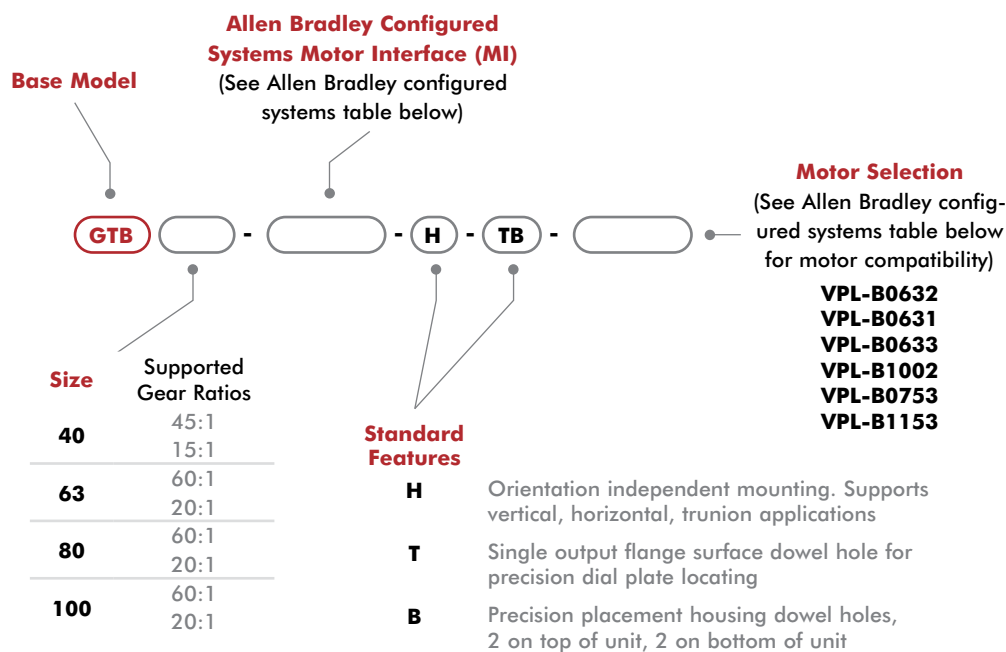 Allen Bradley Configured
Systems Motor Interface (MI)
(See Allen Bradley configured
systems table below)
Base Model
Motor Selection
(See Allen Bradley config-
ured systems table below
for motor compatibility)
VPL-B0632
VPL-B0631
VPL-B0633
VPL-B1002
VPL-B0753
VPL-B1153
GTB - - H - TB -
Size
Supported
Gear Ratios
40
45:1
15:1
63
60:1
20:1
80
60:1
20:1
100
60:1
20:1
Standard
Features
H Orientation independent mounting. Supports
vertical, horizontal, trunion applications
T Single output flange surface dowel hole for
precision dial plate locating
B Precision placement housing dowel holes,
2 on top of unit, 2 on bottom of unit